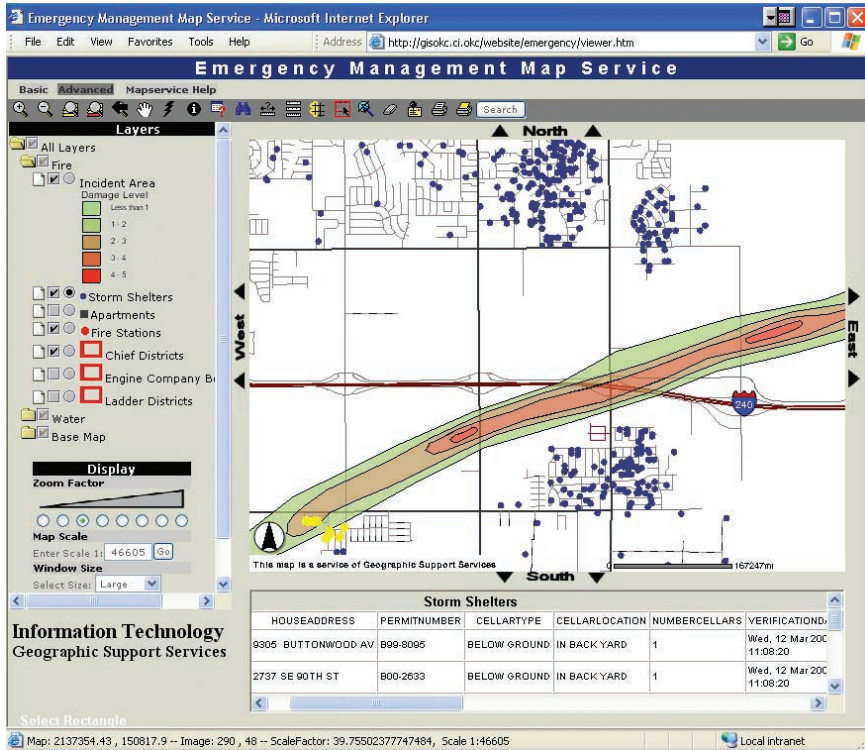 Emergency Management Map Service - Microsoft Internet Explorer
File Edit View Favorites Tools Help Address http://gisokc.ci.okc/website/emergency/viewer.htm Go
Emergency Management Map Service
Basic Advanced Mapservice Help
Search
Layers
All Layers
Fire
Incident Area
Damage Level
Less than 1
1 - 2
2 - 3
3 - 4
4 - 5
Storm Shelters
Apartments
Fire Stations
Chief Districts
Engine Company B
Ladder Districts
Water
Base Map
Display
Zoom Factor
Map Scale
Enter Scale 1: 46605 Go
Window Size
Select Size: Large
North
West
East
240
This map is a service of Geographic Support Services
0 167247mi
South
Information Technology
Geographic Support Services
Select Rectangle
Storm Shelters
HOUSEADDRESS PERMITNUMBER CELLARTYPE CELLARLOCATION NUMBERCELLARS VERIFICATIOND
9305 BUTTONWOOD AV B99-8095 BELOW GROUND IN BACK YARD 1 Wed, 12 Mar 200
11:08:20
2737 SE 90TH ST B00-2633 BELOW GROUND IN BACK YARD 1 Wed, 12 Mar 200
11:08:20
Map: 2137354.43 , 150817.9 -- Image: 290 , 48 -- ScaleFactor: 39.75502377747484, Scale 1:46605 Local intranet